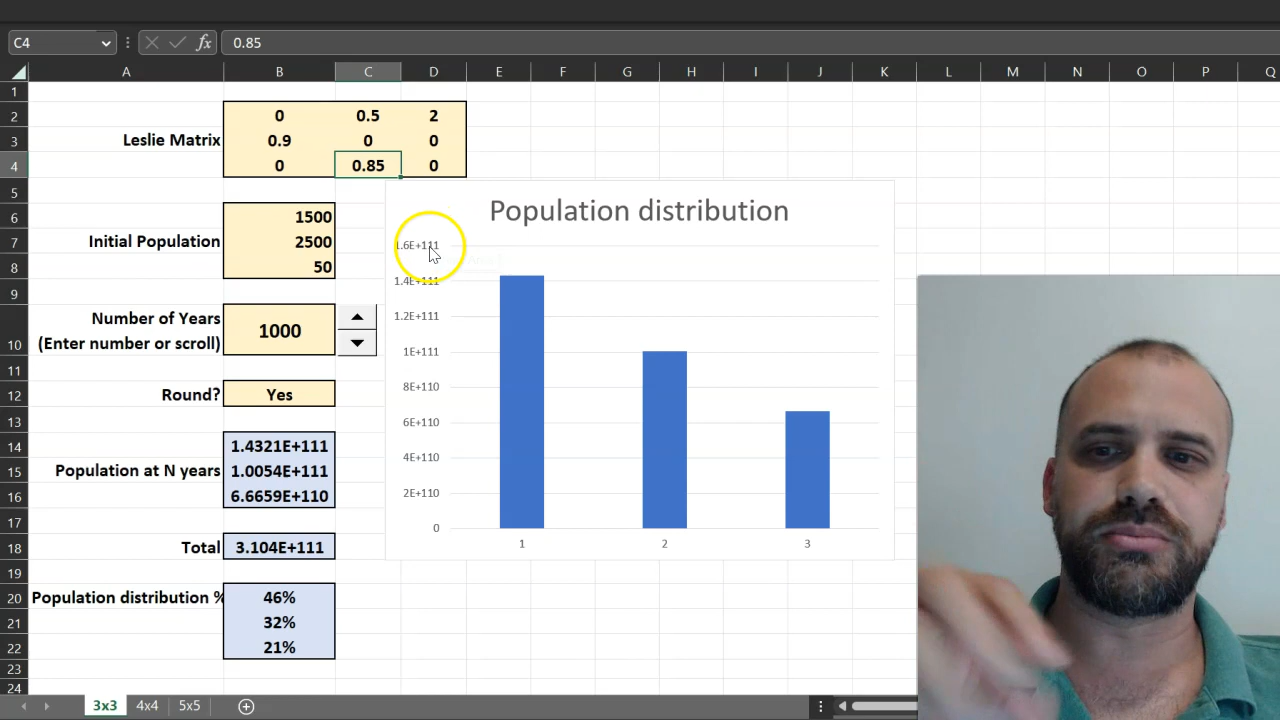 C4
fx
0.85
A B C D E F G H I J K L M N O P Q
1
2 0 0.5 2
3 Leslie Matrix 0.9 0 0
4 0 0.85 0
5
6 1500
7 Initial Population 2500
8 50
9
10 Number of Years
(Enter number or scroll)
1000
11
12 Round? Yes
13
14 1.4321E+111
15 Population at N years 1.0054E+111
16 6.6659E+110
17
18 Total 3.104E+111
19
20 Population distribution % 46%
21 32%
22 21%
23
24
Population distribution
1.6E+111
1.4E+111
1.2E+111
1E+111
8E+110
6E+110
4E+110
2E+110
0
1 2 3
3x3 4x4 5x5